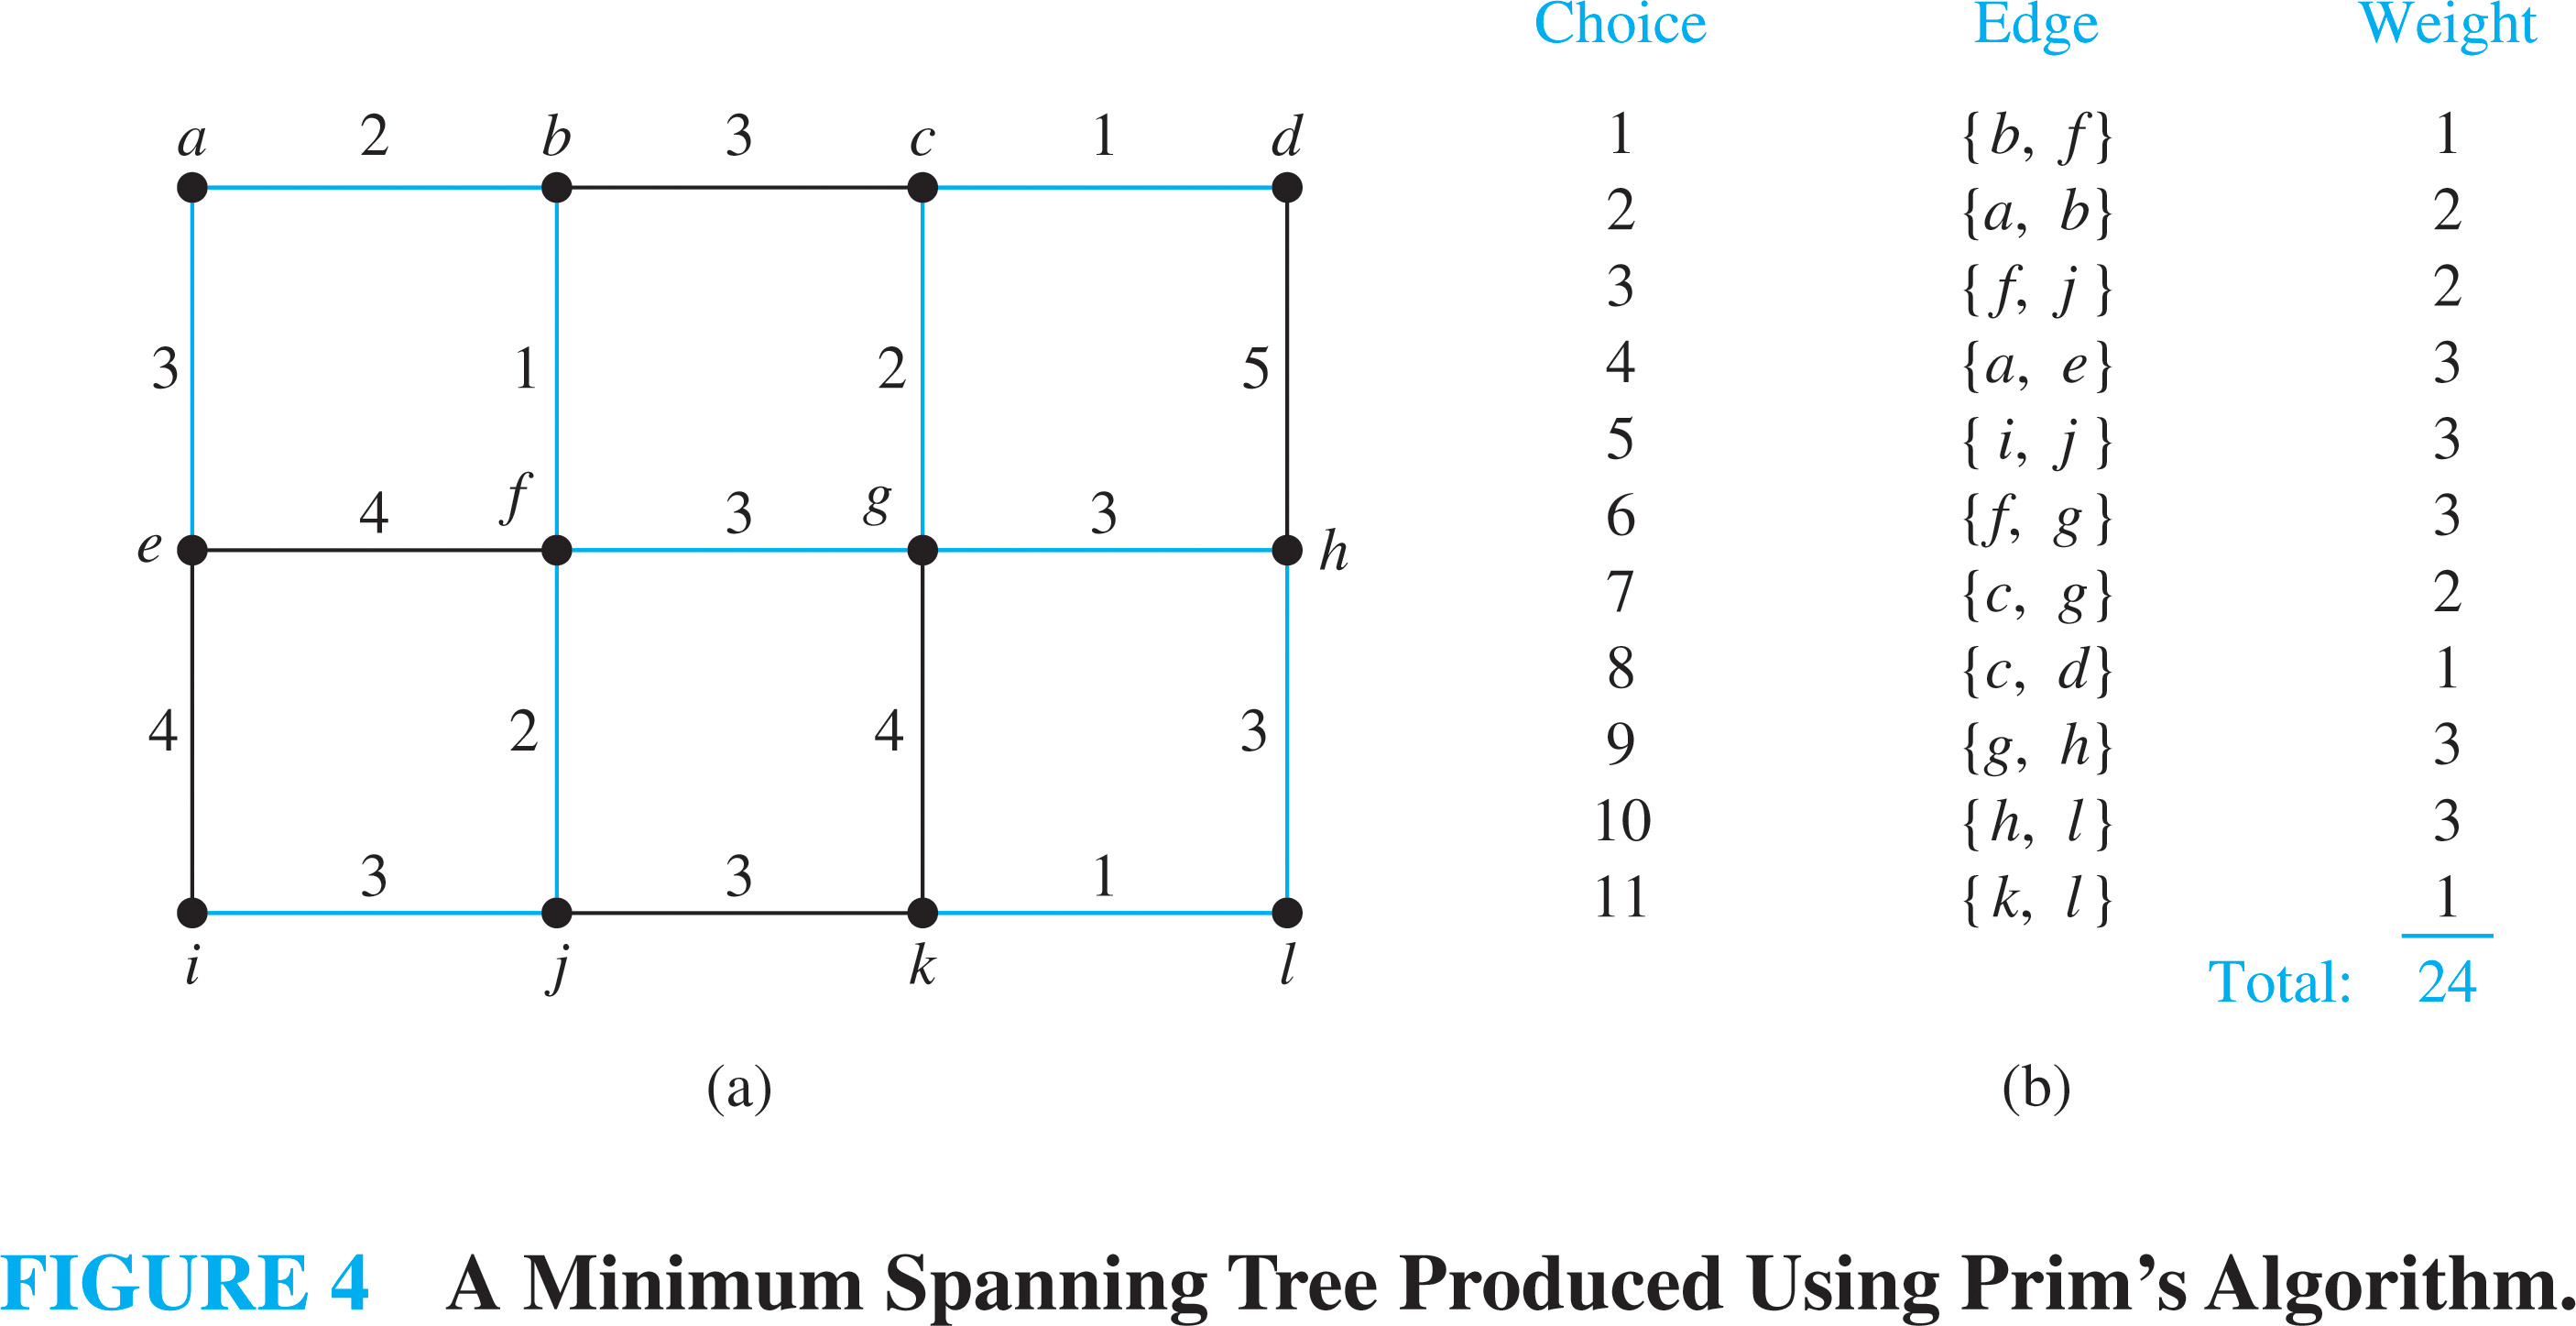 Choice Edge Weight
a 2 b 3 c 1 d
1 {b, f} 1
2 {a, b} 2
3 {f, j} 2
3 1 2 5
4 {a, e} 3
5 {i, j} 3
e 4 f 3 g 3 h
6 {f, g} 3
7 {c, g} 2
8 {c, d} 1
4 2 4 3
9 {g, h} 3
10 {h, l} 3
3 3 1
11 {k, l} 1
i j k l
Total: 24
(a) (b)
FIGURE 4 A Minimum Spanning Tree Produced Using Prim’s Algorithm.